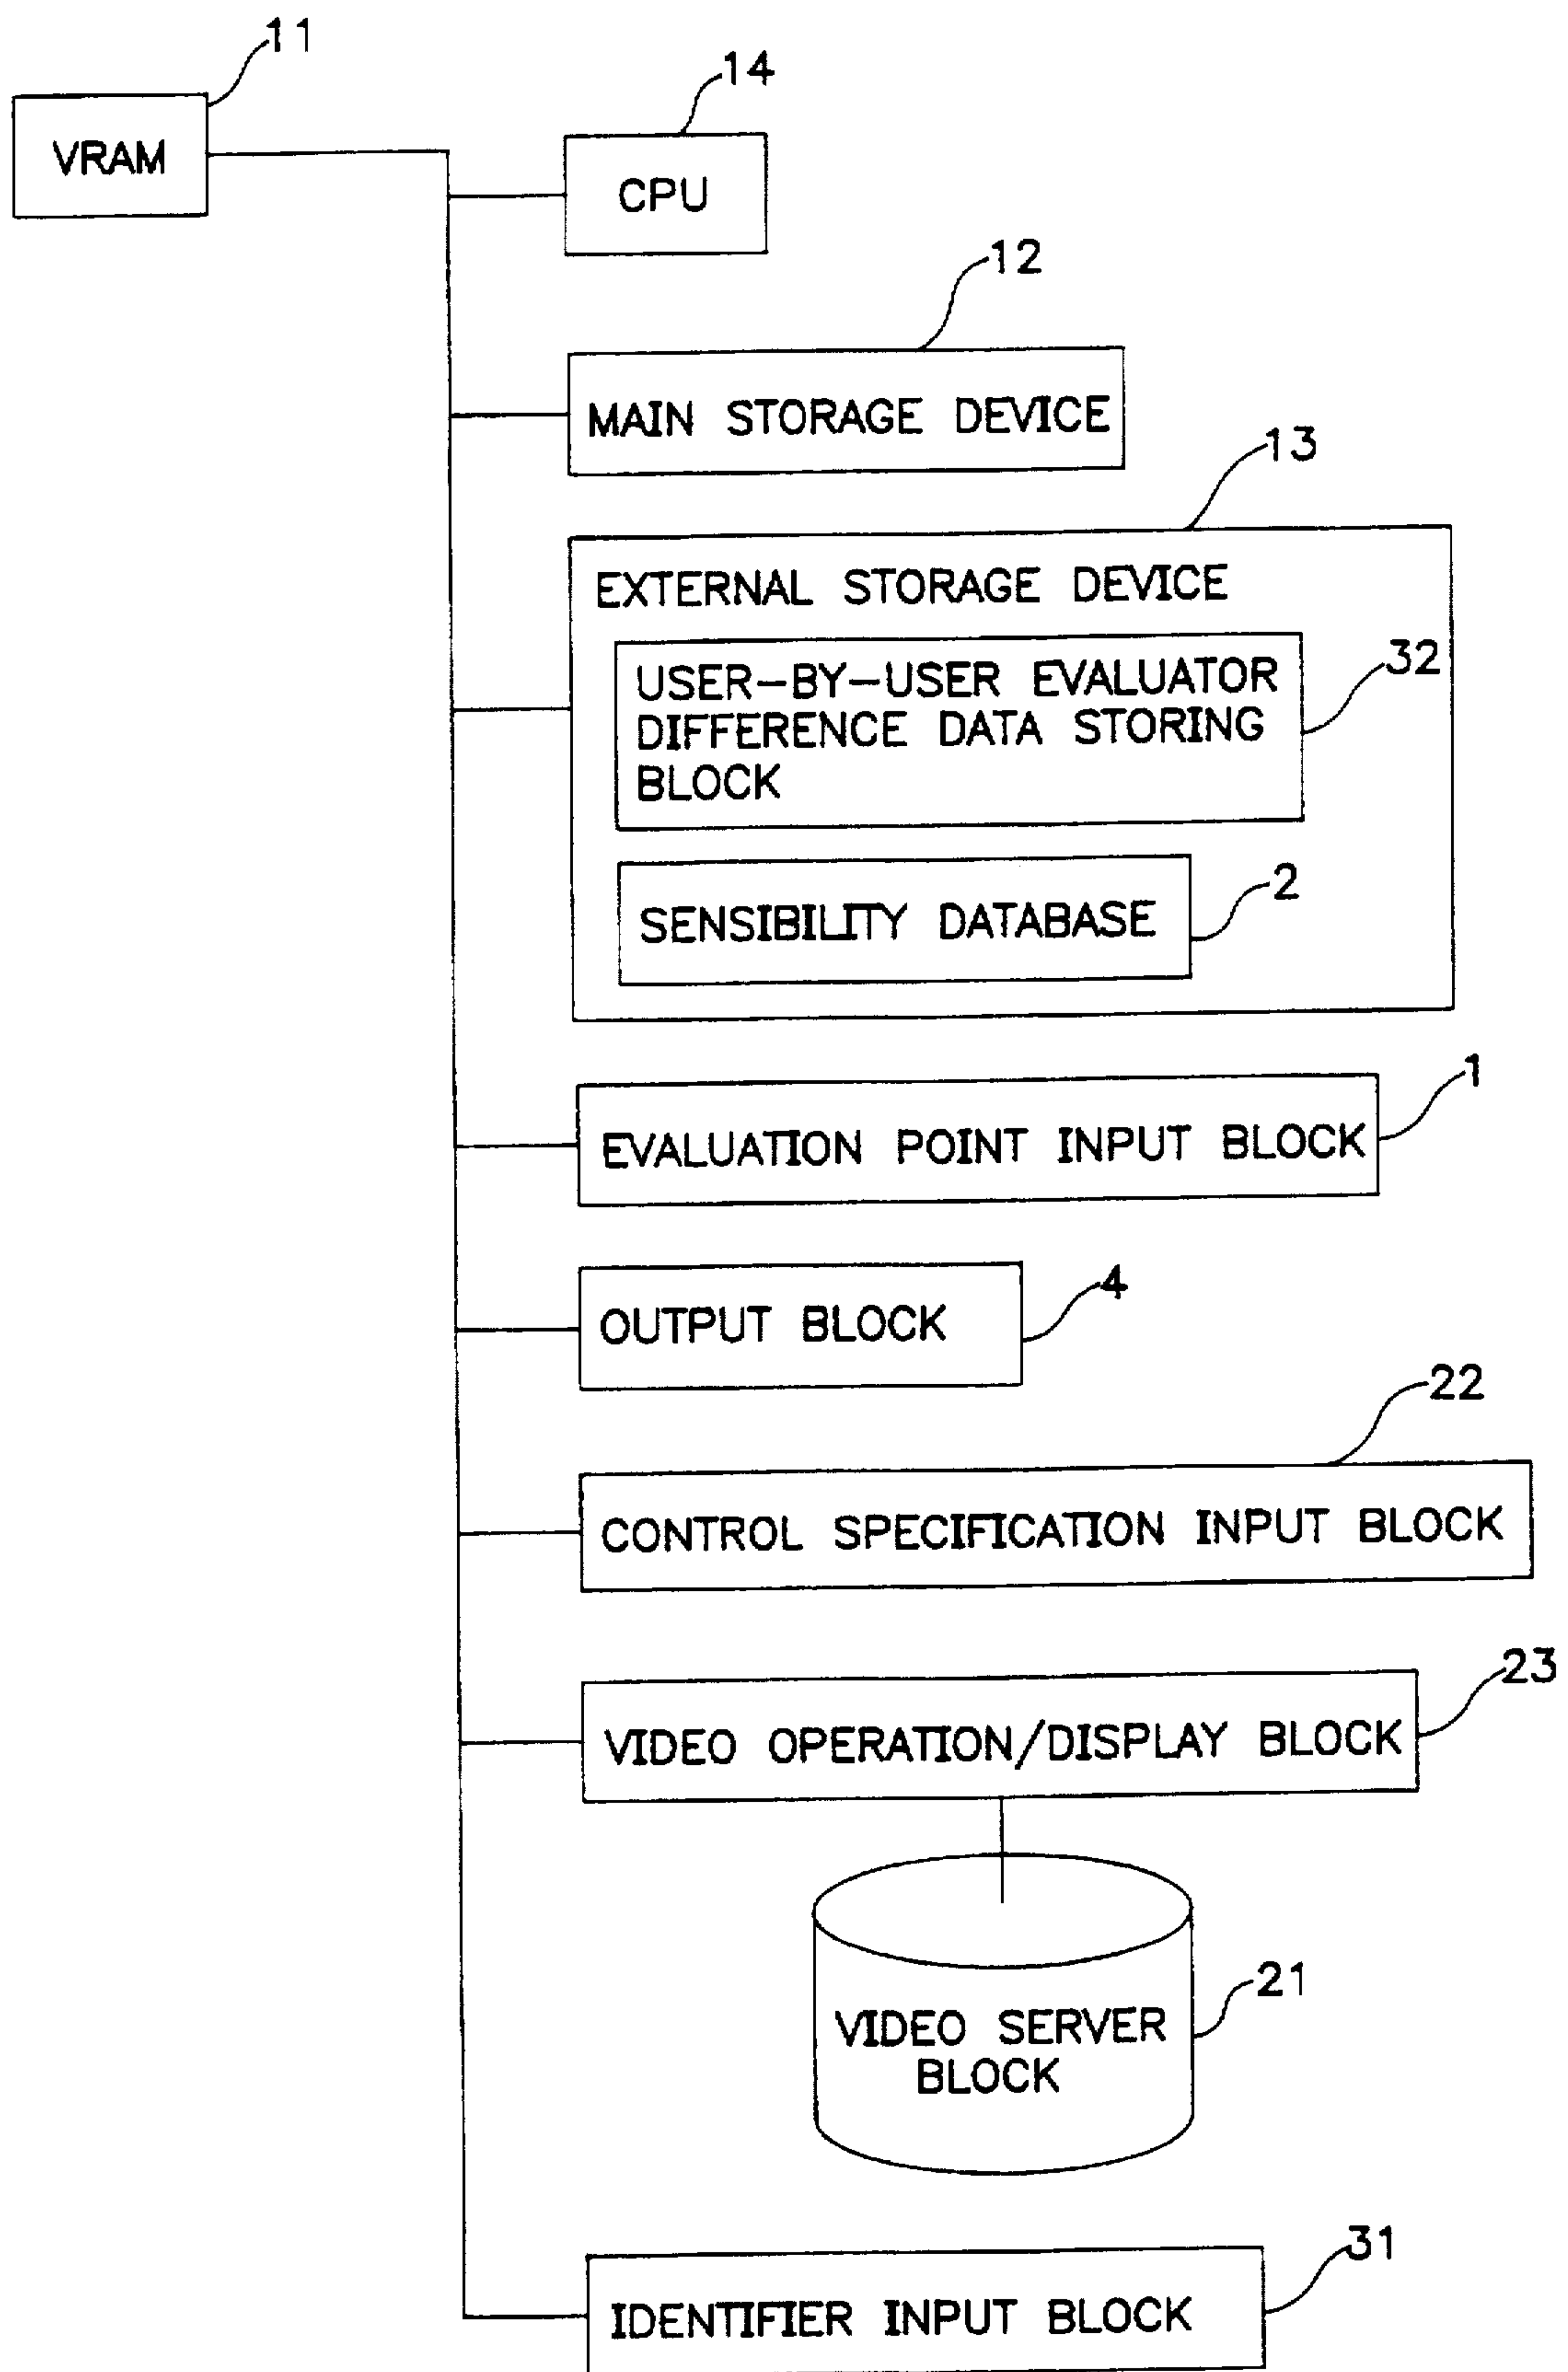 11
VRAM
14
CPU
12
MAIN STORAGE DEVICE
13
EXTERNAL STORAGE DEVICE
32
USER-BY-USER EVALUATOR
DIFFERENCE DATA STORING
BLOCK
2
SENSIBILITY DATABASE
1
EVALUATION POINT INPUT BLOCK
4
OUTPUT BLOCK
22
CONTROL SPECIFICATION INPUT BLOCK
23
VIDEO OPERATION/DISPLAY BLOCK
21
VIDEO SERVER
BLOCK
31
IDENTIFIER INPUT BLOCK